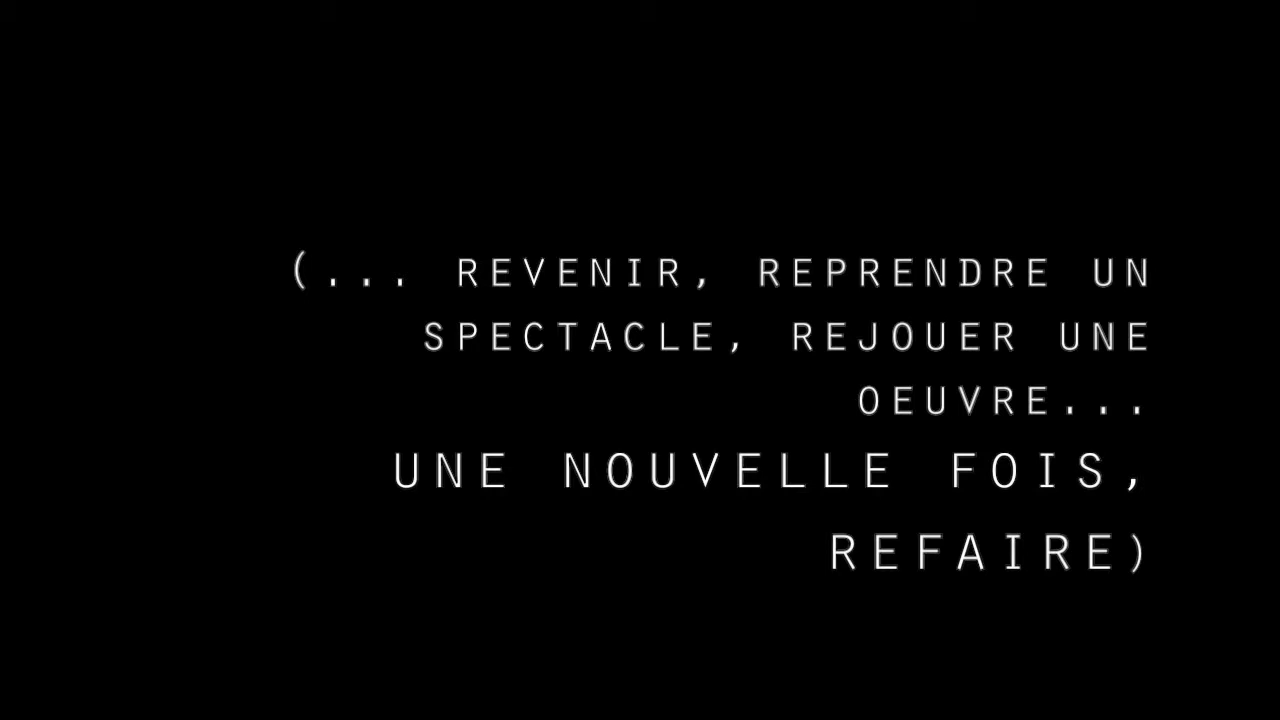 (... REVENIR, REPRENDRE UN
SPECTACLE, REJOUER UNE
OEUVRE...
UNE NOUVELLE FOIS,
REFAIRE)